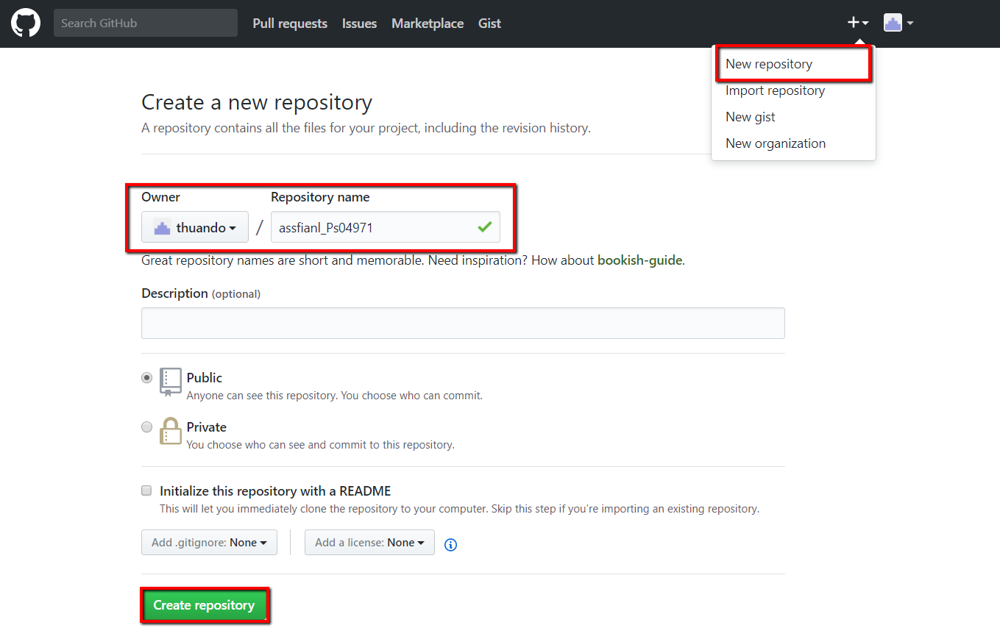 Search GitHub Pull requests Issues Marketplace Gist
New repository
Import repository
New gist
New organization
Create a new repository
A repository contains all the files for your project, including the revision history.
Owner Repository name
thuando / assfianl_Ps04971
Great repository names are short and memorable. Need inspiration? How about bookish-guide.
Description (optional)
Public
Anyone can see this repository. You choose who can commit.
Private
You choose who can see and commit to this repository.
Initialize this repository with a README
This will let you immediately clone the repository to your computer. Skip this step if you’re importing an existing repository.
Add .gitignore: None Add a license: None
Create repository